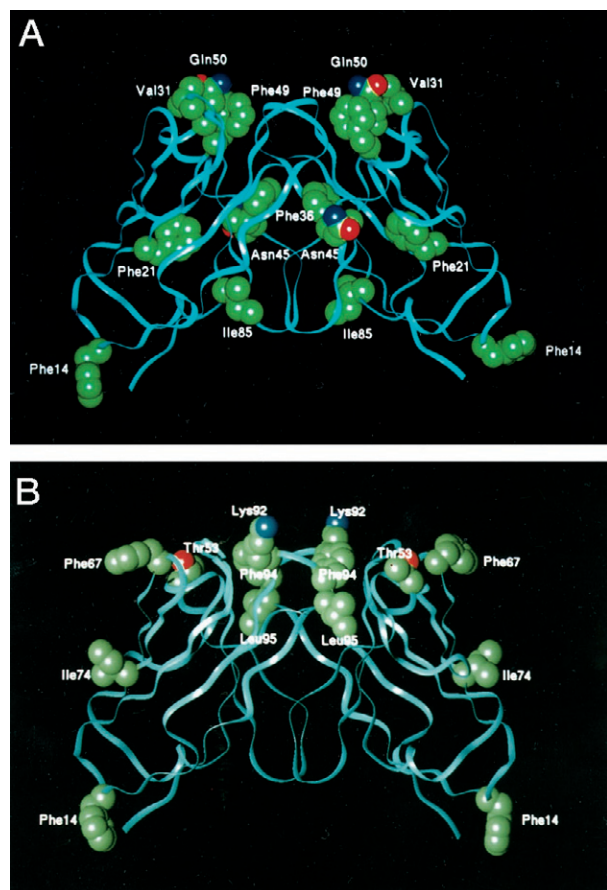 A
Gln50 Gln50
Val31 Phe49 Phe49 Val31
Phe36
Phe21 Asn45 Asn45 Phe21
Ile85 Ile85
Phe14 Phe14
B
Lys92 Lys92
Phe67 Thr53 Thr53 Phe67
Phe94 Phe94
Leu95 Leu95
Ile74 Ile74
Phe14 Phe14